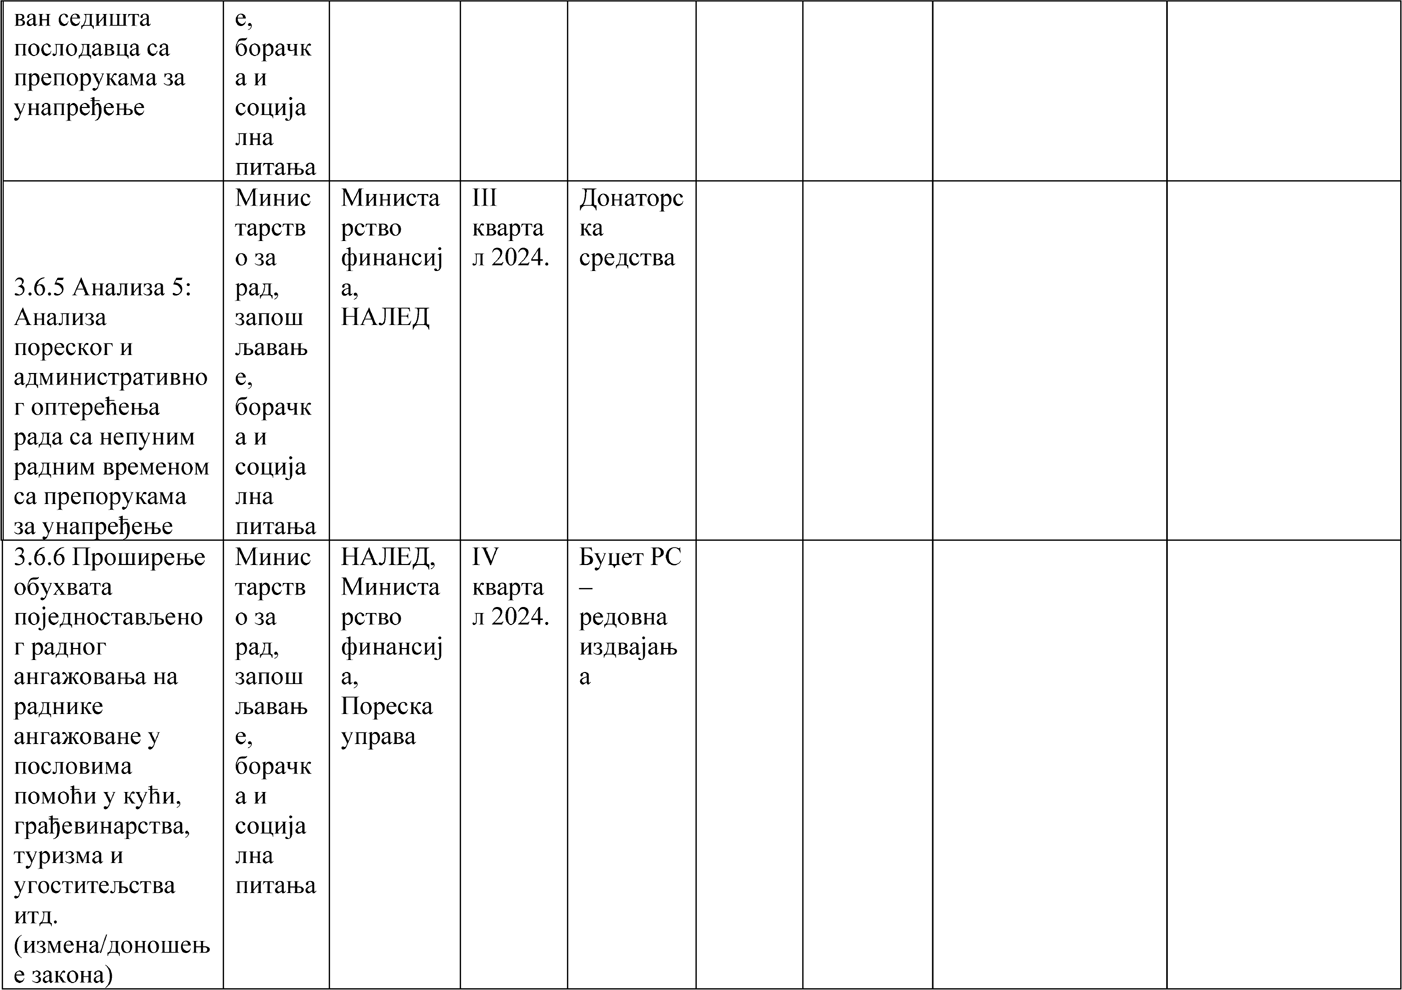 ван седишта
послодавца са
препорукама за
унапређење
е,
борачк
а и
соција
лна
питања
3.6.5 Анализа 5:
Анализа
пореског и
административно
г оптерећења
рада са непуним
радним временом
са препорукама
за унапређење
Минис
тарств
о за
рад,
запош
љавањ
е,
борачк
а и
соција
лна
питања
Министа
рство
финансиј
а,
НАЛЕД
III
кварта
л 2024.
Донаторс
ка
средства
3.6.6 Проширење
обухвата
поједностављено
г радног
ангажовања на
раднике
ангажоване у
пословима
помоћи у кући,
грађевинарства,
туризма и
угоститељства
итд.
(измена/доношењ
е закона)
Минис
тарств
о за
рад,
запош
љавањ
е,
борачк
а и
соција
лна
питања
НАЛЕД,
Министа
рство
финансиј
а,
Пореска
управа
IV
кварта
л 2024.
Буџет РС
–
редовна
издвајањ
а